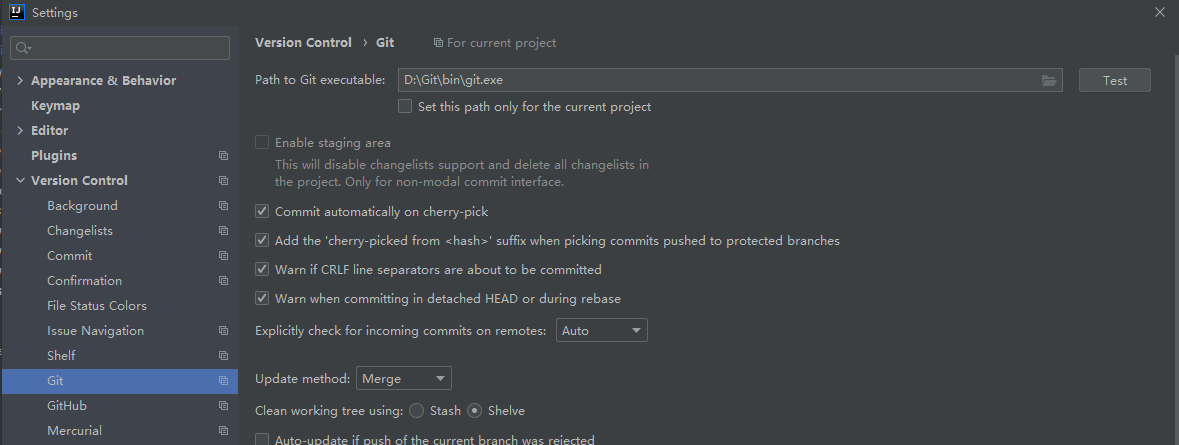 IJ Settings
Version Control › Git For current project
Appearance & Behavior
Keymap
Editor
Plugins
Version Control
Background
Changelists
Commit
Confirmation
File Status Colors
Issue Navigation
Shelf
Git
GitHub
Mercurial
Path to Git executable: D:\Git\bin\git.exe Test
Set this path only for the current project
Enable staging area
This will disable changelists support and delete all changelists in
the project. Only for non-modal commit interface.
Commit automatically on cherry-pick
Add the 'cherry-picked from <hash>' suffix when picking commits pushed to protected branches
Warn if CRLF line separators are about to be committed
Warn when committing in detached HEAD or during rebase
Explicitly check for incoming commits on remotes: Auto
Update method: Merge
Clean working tree using: Stash Shelve
Auto-update if push of the current branch was rejected